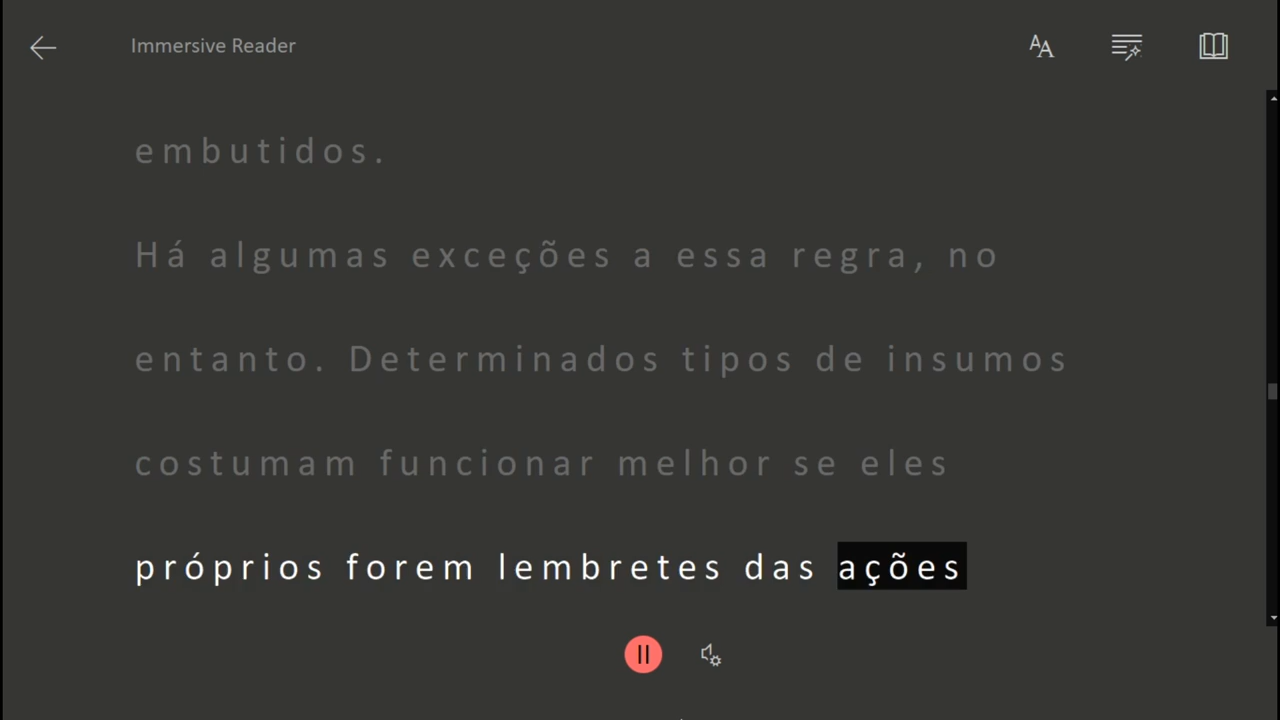 Immersive Reader
embutidos.
Há algumas exceções a essa regra, no
entanto. Determinados tipos de insumos
costumam funcionar melhor se eles
próprios forem lembretes das ações